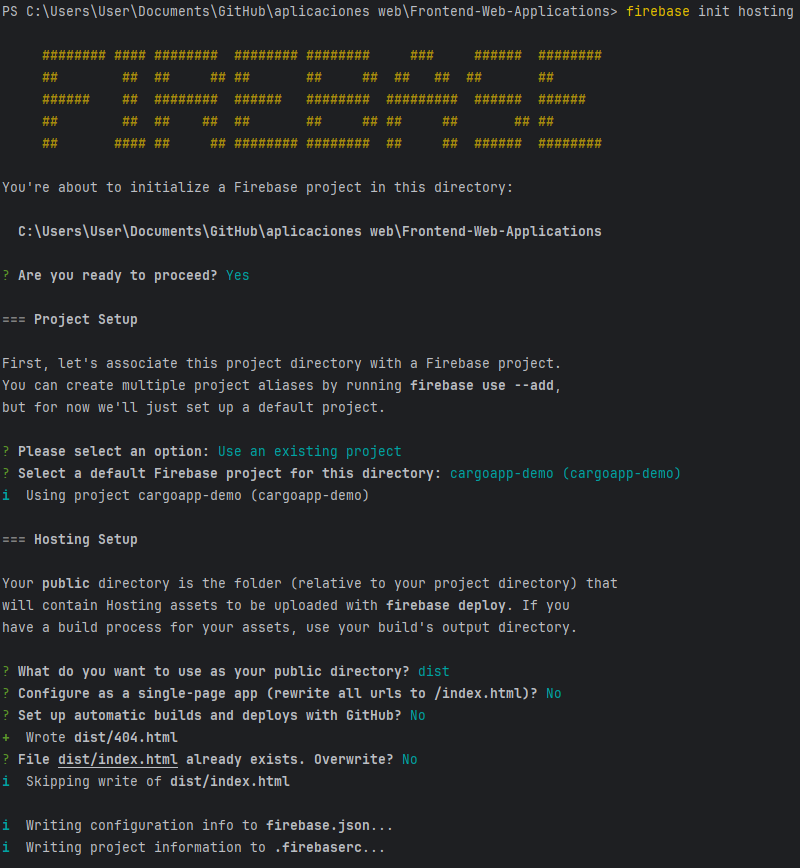 PS C:\Users\User\Documents\GitHub\aplicaciones web\Frontend-Web-Applications> firebase init hosting
     ######## #### ########  ######## ########     ###     ######  ########
     ##        ##  ##     ## ##       ##     ##  ##   ##  ##       ##
     ######    ##  ########  ######   ########  #########  ######  ######
     ##        ##  ##    ##  ##       ##     ## ##     ##       ## ##
     ##       #### ##     ## ######## ########  ##     ##  ######  ########
You're about to initialize a Firebase project in this directory:
  C:\Users\User\Documents\GitHub\aplicaciones web\Frontend-Web-Applications
? Are you ready to proceed? Yes
=== Project Setup
First, let's associate this project directory with a Firebase project.
You can create multiple project aliases by running firebase use --add,
but for now we'll just set up a default project.
? Please select an option: Use an existing project
? Select a default Firebase project for this directory: cargoapp-demo (cargoapp-demo)
i  Using project cargoapp-demo (cargoapp-demo)
=== Hosting Setup
Your public directory is the folder (relative to your project directory) that
will contain Hosting assets to be uploaded with firebase deploy. If you
have a build process for your assets, use your build's output directory.
? What do you want to use as your public directory? dist
? Configure as a single-page app (rewrite all urls to /index.html)? No
? Set up automatic builds and deploys with GitHub? No
+  Wrote dist/404.html
? File dist/index.html already exists. Overwrite? No
i  Skipping write of dist/index.html
i  Writing configuration info to firebase.json...
i  Writing project information to .firebaserc...